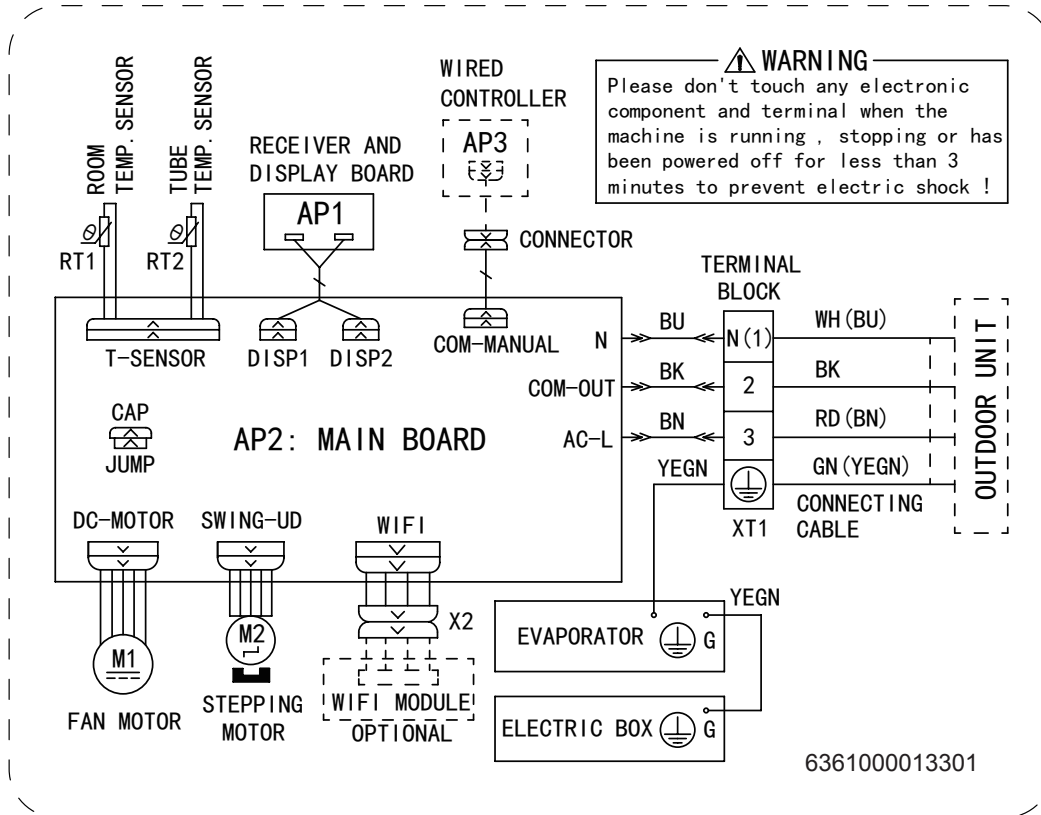 WARNING
Please don't touch any electronic
component and terminal when the
machine is running , stopping or has
been powered off for less than 3
minutes to prevent electric shock !
ROOM
TEMP. SENSOR
TUBE
TEMP. SENSOR
RT1
RT2
RECEIVER AND
DISPLAY BOARD
AP1
WIRED
CONTROLLER
AP3
CONNECTOR
T-SENSOR
DISP1
DISP2
COM-MANUAL
N
COM-OUT
AC-L
CAP
JUMP
AP2: MAIN BOARD
TERMINAL
BLOCK
BU
N(1)
WH(BU)
BK
2
BK
BN
3
RD(BN)
YEGN
GN(YEGN)
XT1
CONNECTING
CABLE
OUTDOOR UNIT
DC-MOTOR
SWING-UD
WIFI
M1
FAN MOTOR
M2
STEPPING
MOTOR
X2
WIFI MODULE
OPTIONAL
EVAPORATOR
G
YEGN
ELECTRIC BOX
G
6361000013301